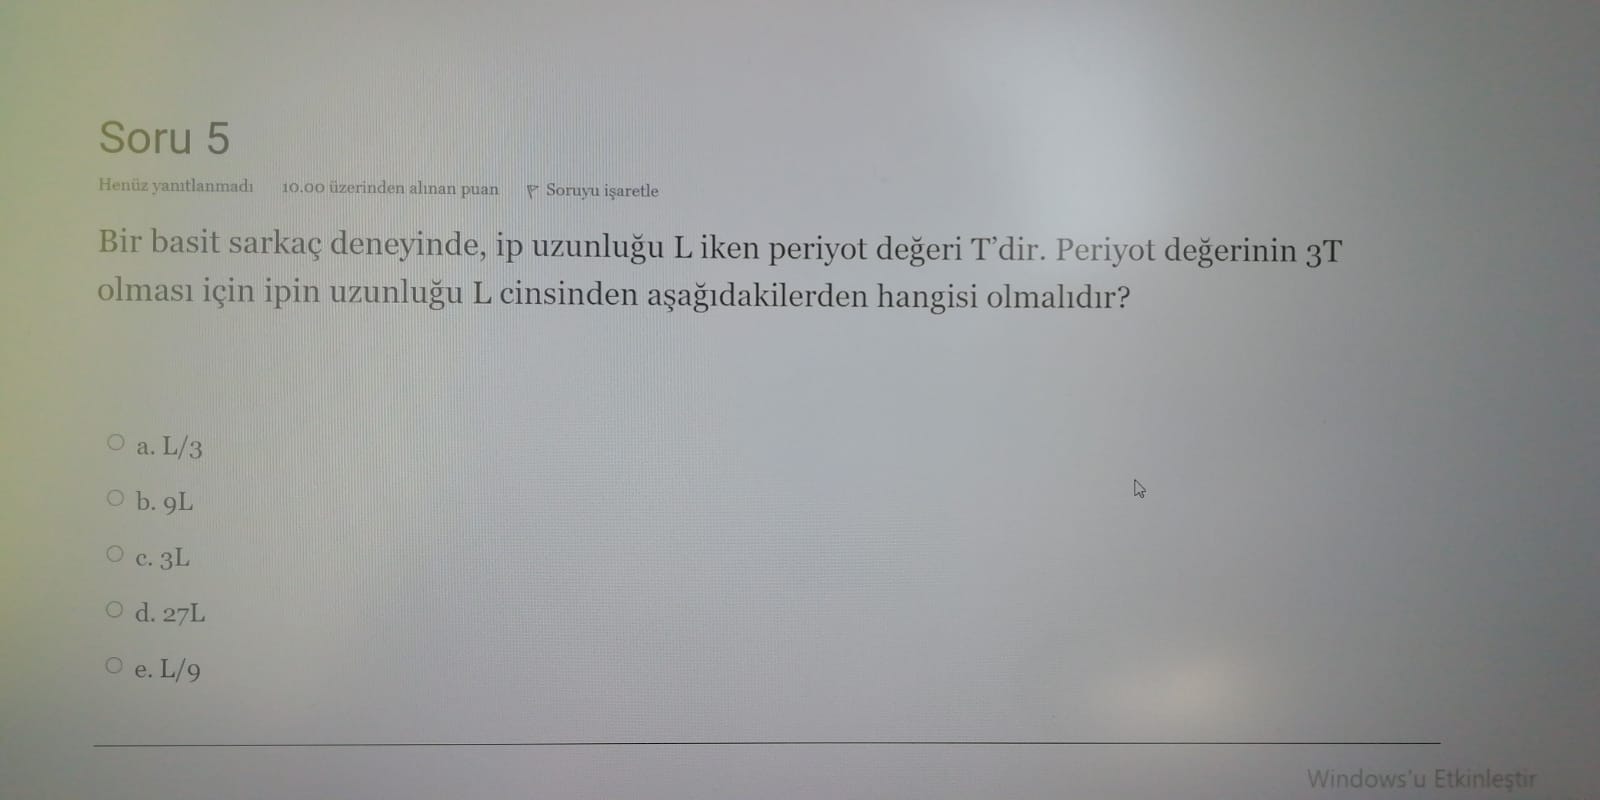 Soru 5
Henüz yanıtlanmadı 10.00 üzerinden alınan puan Soruyu işaretle
Bir basit sarkaç deneyinde, ip uzunluğu L iken periyot değeri T'dir. Periyot değerinin 3T
olması için ipin uzunluğu L cinsinden aşağıdakilerden hangisi olmalıdır?
a. L/3
b. 9L
c. 3L
d. 27L
e. L/9
Windows'u Etkinleştir